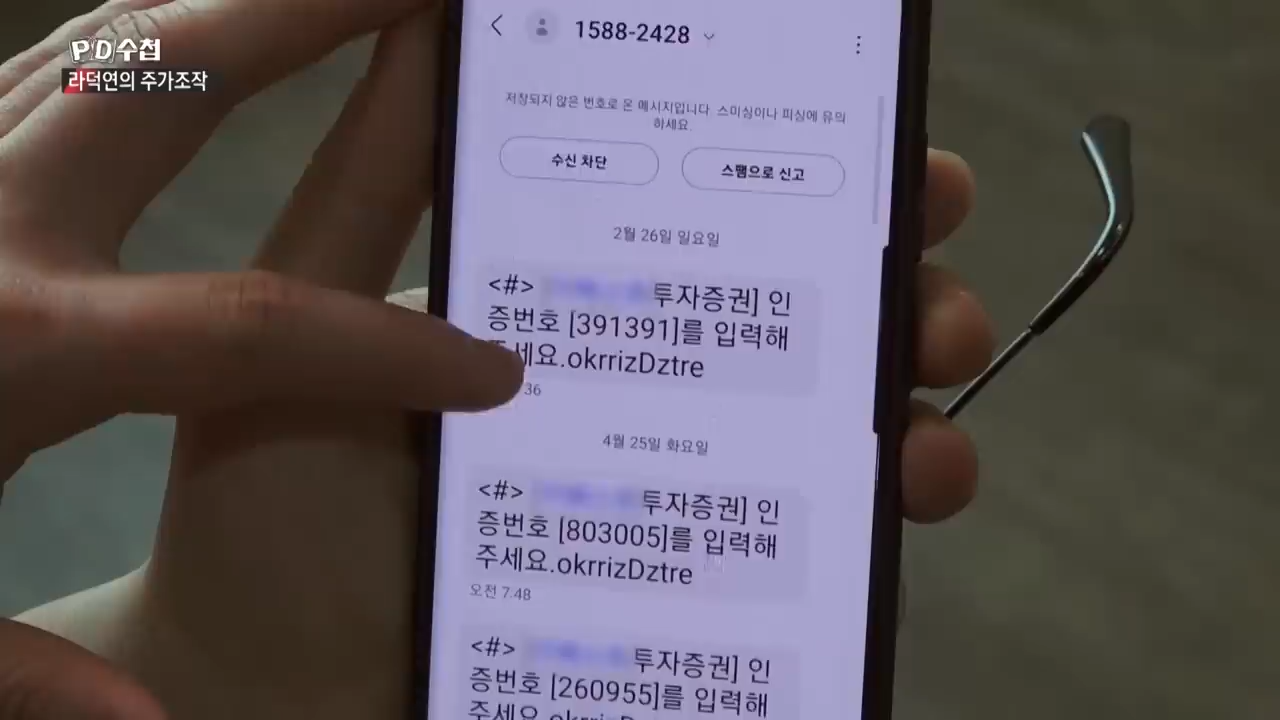 PD수첩
라덕연의 주가조작
1588-2428
저장되지 않은 번호로 온 메시지입니다. 스미싱이나 피싱에 유의
하세요.
수신 차단
스팸으로 신고
2월 26일 일요일
<#> 투자증권] 인
증번호 [391391]를 입력해
세요.okrrizDztre
36
4월 25일 화요일
<#> 투자증권] 인
증번호 [803005]를 입력해
주세요.okrrizDztre
오전 7:48
<#> 투자증권] 인
증번호 [260955]를 입력해